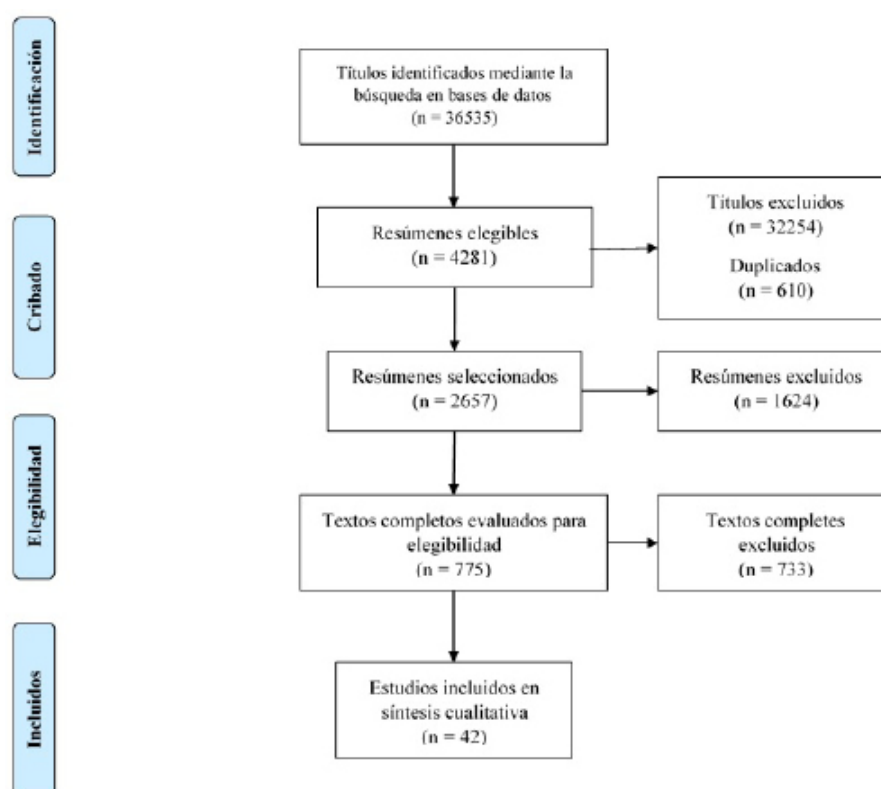 Identificación
Títulos identificados mediante la
búsqueda en bases de datos
(n = 36535)
Cribado
Resúmenes elegibles
(n = 4281)
Títulos excluidos
(n = 32254)
Duplicados
(n = 610)
Resúmenes seleccionados
(n = 2657)
Resúmenes excluidos
(n = 1624)
Elegibilidad
Textos completos evaluados para
elegibilidad
(n = 775)
Textos completes
excluidos
(n = 733)
Incluidos
Estudios incluidos en
síntesis cualitativa
(n = 42)